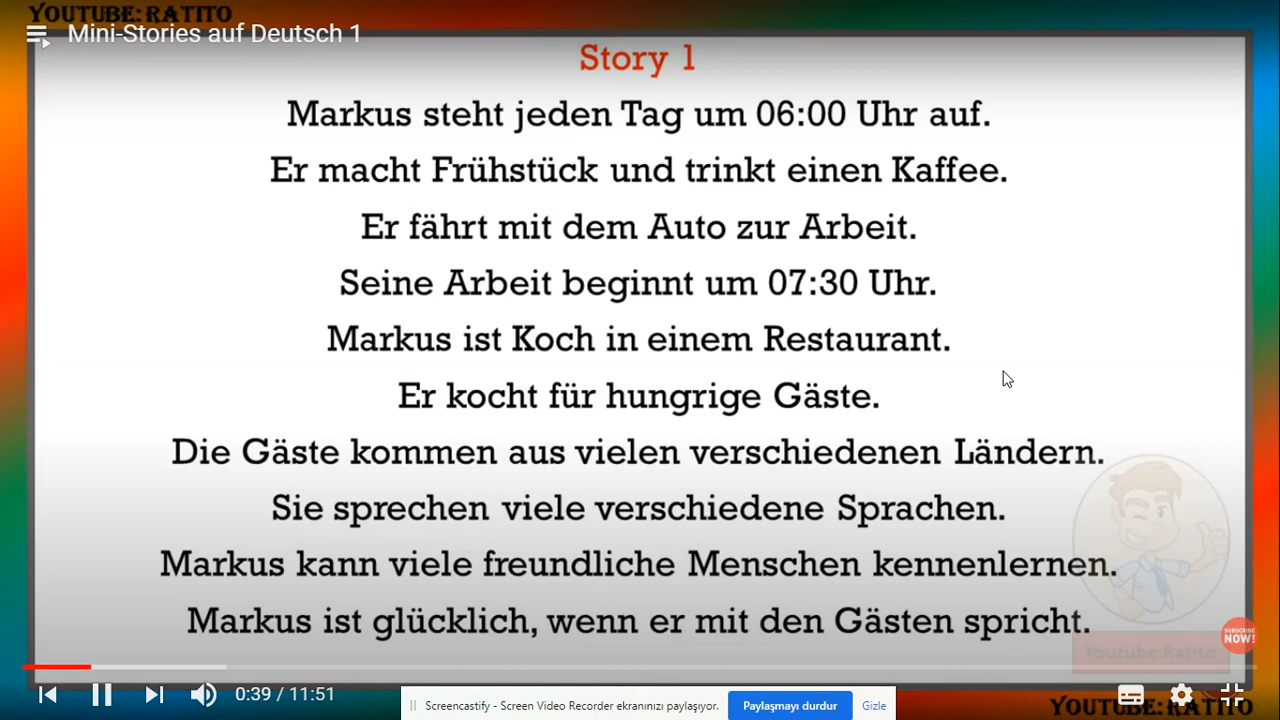 YOUTUBE: RATITO
Mini-Stories auf Deutsch 1
Story 1
Markus steht jeden Tag um 06:00 Uhr auf.
Er macht Frühstück und trinkt einen Kaffee.
Er fährt mit dem Auto zur Arbeit.
Seine Arbeit beginnt um 07:30 Uhr.
Markus ist Koch in einem Restaurant.
Er kocht für hungrige Gäste.
Die Gäste kommen aus vielen verschiedenen Ländern.
Sie sprechen viele verschiedene Sprachen.
Markus kann viele freundliche Menschen kennenlernen.
Markus ist glücklich, wenn er mit den Gästen spricht.
SUBSCRIBE NOW!
Youtube: Ratito
0:39 / 11:51
"Screencastify - Screen Video Recorder ekranınızı paylaşıyor.
Paylaşmayı durdur
Gizle
YOUTUBE: RATITO